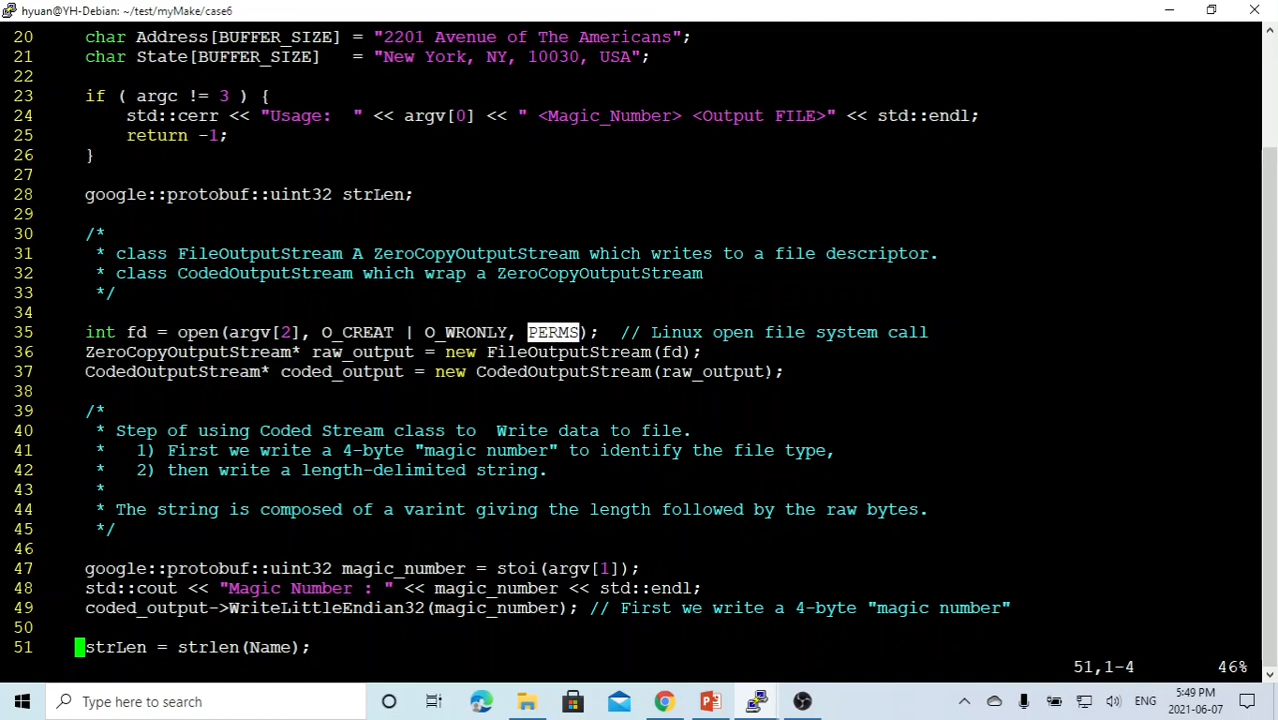 hyuan@YH-Debian: ~/test/myMake/case6
20 char Address[BUFFER_SIZE] = "2201 Avenue of The Americans";
21 char State[BUFFER_SIZE]   = "New York, NY, 10030, USA";
22
23 if ( argc != 3 ) {
24 std::cerr << "Usage:  " << argv[0] << " <Magic_Number> <Output FILE>" << std::endl;
25 return -1;
26 }
27
28 google::protobuf::uint32 strLen;
29
30 /*
31 * class FileOutputStream A ZeroCopyOutputStream which writes to a file descriptor.
32 * class CodedOutputStream which wrap a ZeroCopyOutputStream
33 */
34
35 int fd = open(argv[2], O_CREAT | O_WRONLY, PERMS);  // Linux open file system call
36 ZeroCopyOutputStream* raw_output = new FileOutputStream(fd);
37 CodedOutputStream* coded_output = new CodedOutputStream(raw_output);
38
39 /*
40 * Step of using Coded Stream class to  Write data to file.
41 *   1) First we write a 4-byte "magic number" to identify the file type,
42 *   2) then write a length-delimited string.
43 *
44 * The string is composed of a varint giving the length followed by the raw bytes.
45 */
46
47 google::protobuf::uint32 magic_number = stoi(argv[1]);
48 std::cout << "Magic Number : " << magic_number << std::endl;
49 coded_output->WriteLittleEndian32(magic_number); // First we write a 4-byte "magic number"
50
51 strLen = strlen(Name);
51,1-4 46%
Type here to search
ENG
5:49 PM
2021-06-07